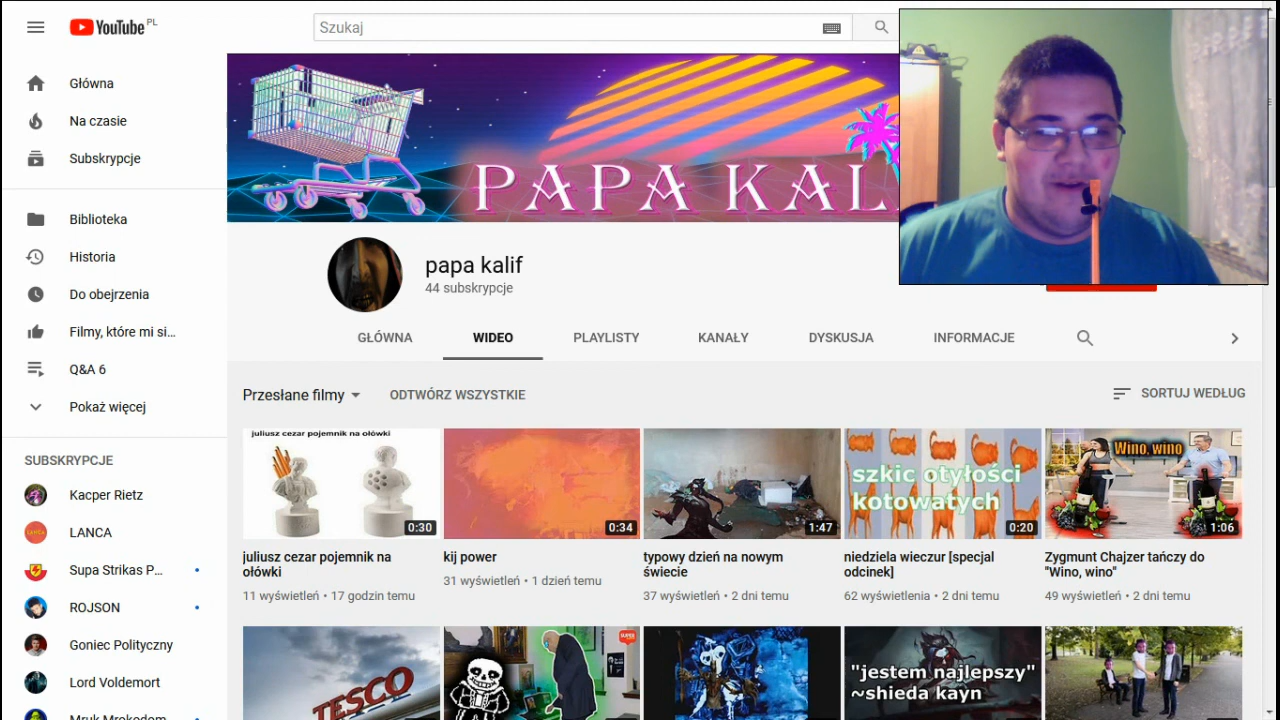 YouTube PL
Szukaj
Główna
Na czasie
Subskrypcje
Biblioteka
Historia
Do obejrzenia
Filmy, które mi si...
Q&A 6
Pokaż więcej
SUBSKRYPCJE
Kacper Rietz
LANCA
Supa Strikas P...
ROJSON
Goniec Polityczny
Lord Voldemort
Mruk Mrokedom
PAPA KAL
papa kalif
44 subskrypcje
GŁÓWNA
WIDEO
PLAYLISTY
KANAŁY
DYSKUSJA
INFORMACJE
Przesłane filmy
ODTWÓRZ WSZYSTKIE
SORTUJ WEDŁUG
juliusz cezar pojemnik na ołówki
0:30
juliusz cezar pojemnik na
ołówki
11 wyświetleń • 17 godzin temu
0:34
kij power
31 wyświetleń • 1 dzień temu
1:47
typowy dzień na nowym
świecie
37 wyświetleń • 2 dni temu
szkic otyłości
kotowatych
0:20
niedziela wieczur [specjal
odcinek]
62 wyświetlenia • 2 dni temu
Wino, wino
1:06
Zygmunt Chajzer tańczy do
"Wino, wino"
49 wyświetleń • 2 dni temu
TESCO
"jestem najlepszy"
~shieda kayn